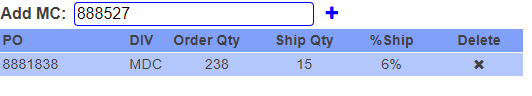 Add MC: 888527 +
PO DIV Order Qty Ship Qty %Ship Delete
8881838 MDC 238 15 6% ✖